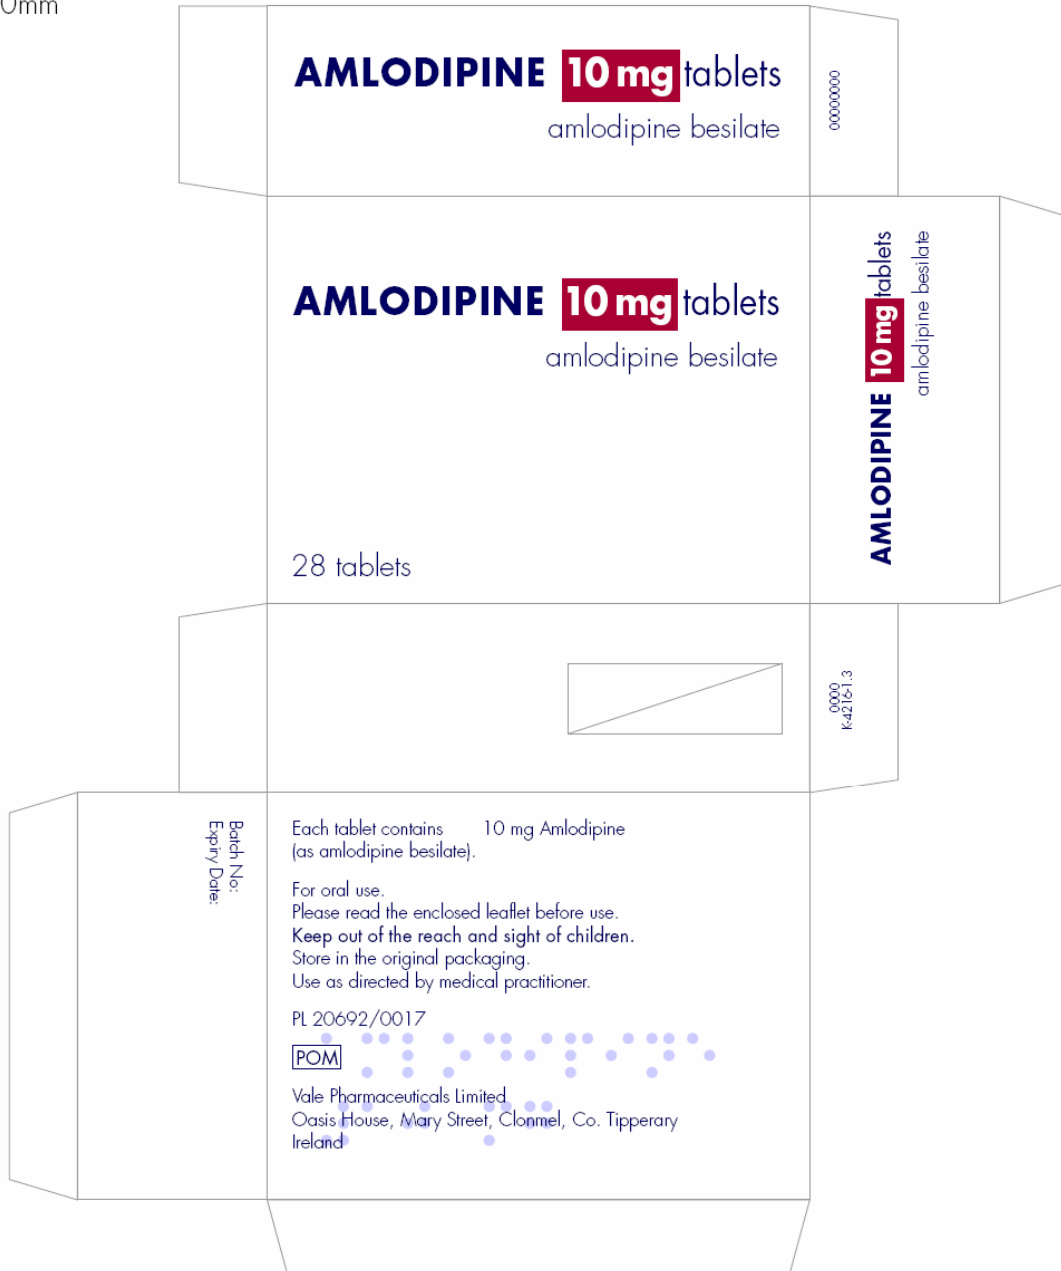 0mm
AMLODIPINE 10 mg tablets
amlodipine besilate
00000000
AMLODIPINE 10 mg tablets
amlodipine besilate
28 tablets
AMLODIPINE 10 mg tablets
amlodipine besilate
0000
K-4216-1.3
Batch No:
Expiry Date:
Each tablet contains 10 mg Amlodipine
(as amlodipine besilate).
For oral use.
Please read the enclosed leaflet before use.
Keep out of the reach and sight of children.
Store in the original packaging.
Use as directed by medical practitioner.
PL 20692/0017
POM
Vale Pharmaceuticals Limited
Oasis House, Mary Street, Clonmel, Co. Tipperary
Ireland